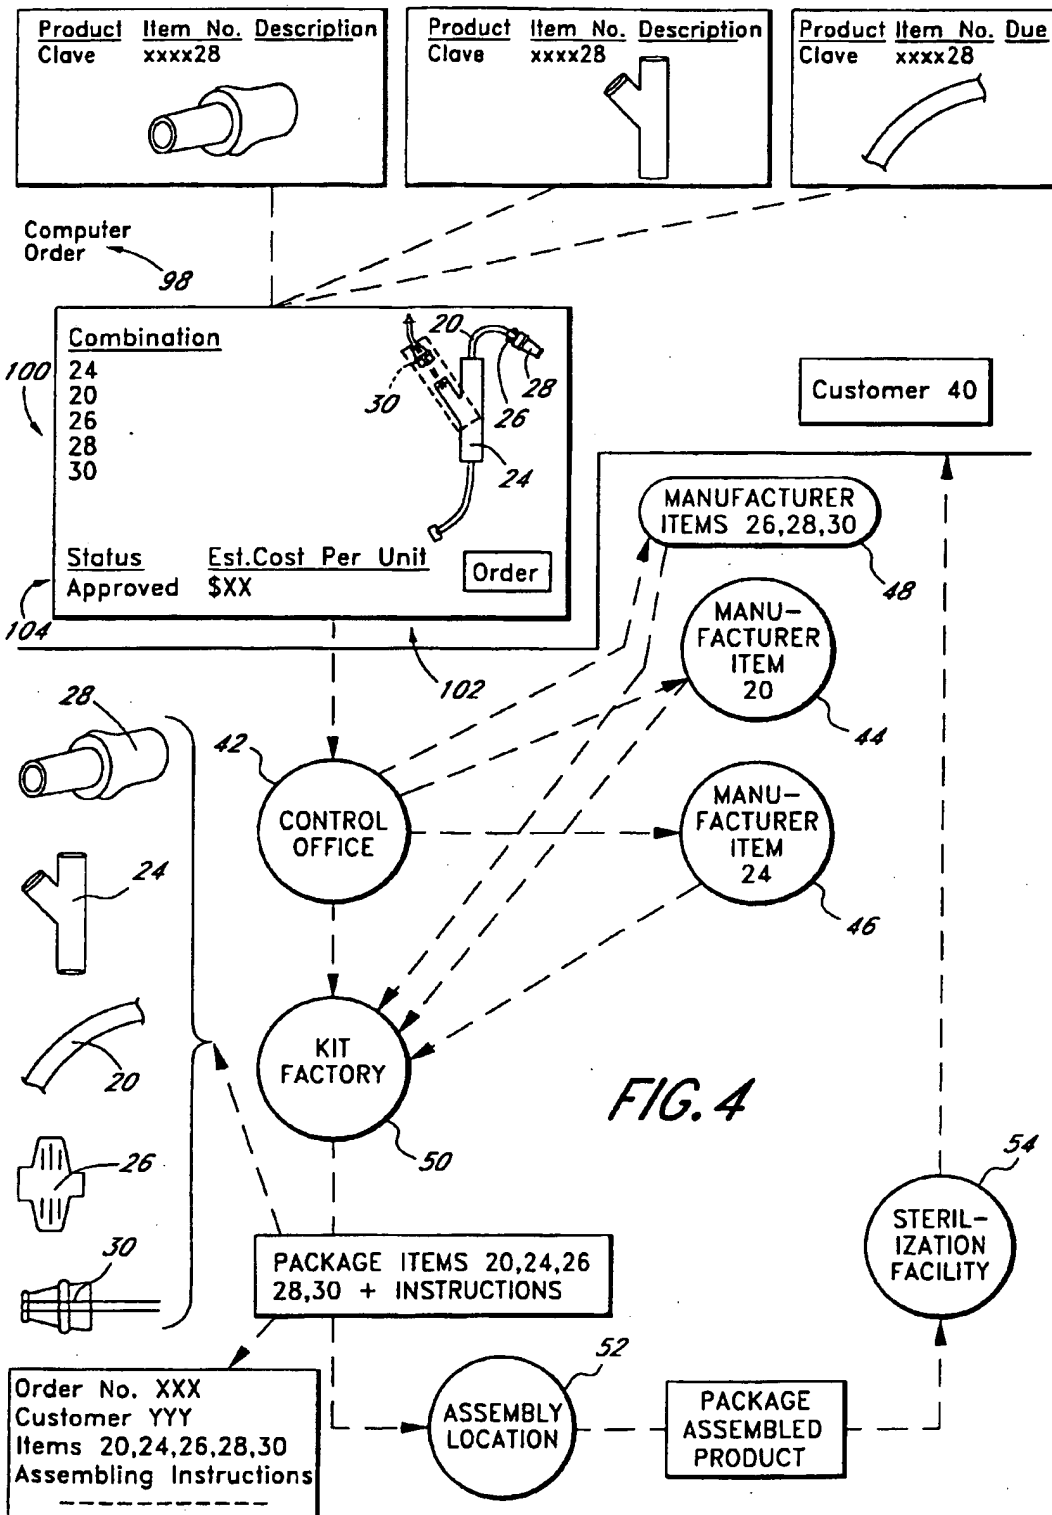 Product Item No. Description
Clave xxxx28
Product Item No. Description
Clave xxxx28
Product Item No. Due
Clave xxxx28
Computer
Order
98
Combination
24
20
26
28
30
100
20
30
26
28
24
Status Est.Cost Per Unit
Approved $XX
Order
104
102
Customer 40
MANUFACTURER
ITEMS 26,28,30
48
MANU-
FACTURER
ITEM
20
44
28
42
CONTROL
OFFICE
MANU-
FACTURER
ITEM
24
46
24
KIT
FACTORY
50
20
FIG. 4
26
54
STERIL-
IZATION
FACILITY
30
PACKAGE ITEMS 20,24,26
28,30 + INSTRUCTIONS
52
Order No. XXX
Customer YYY
Items 20,24,26,28,30
Assembling Instructions
ASSEMBLY
LOCATION
PACKAGE
ASSEMBLED
PRODUCT